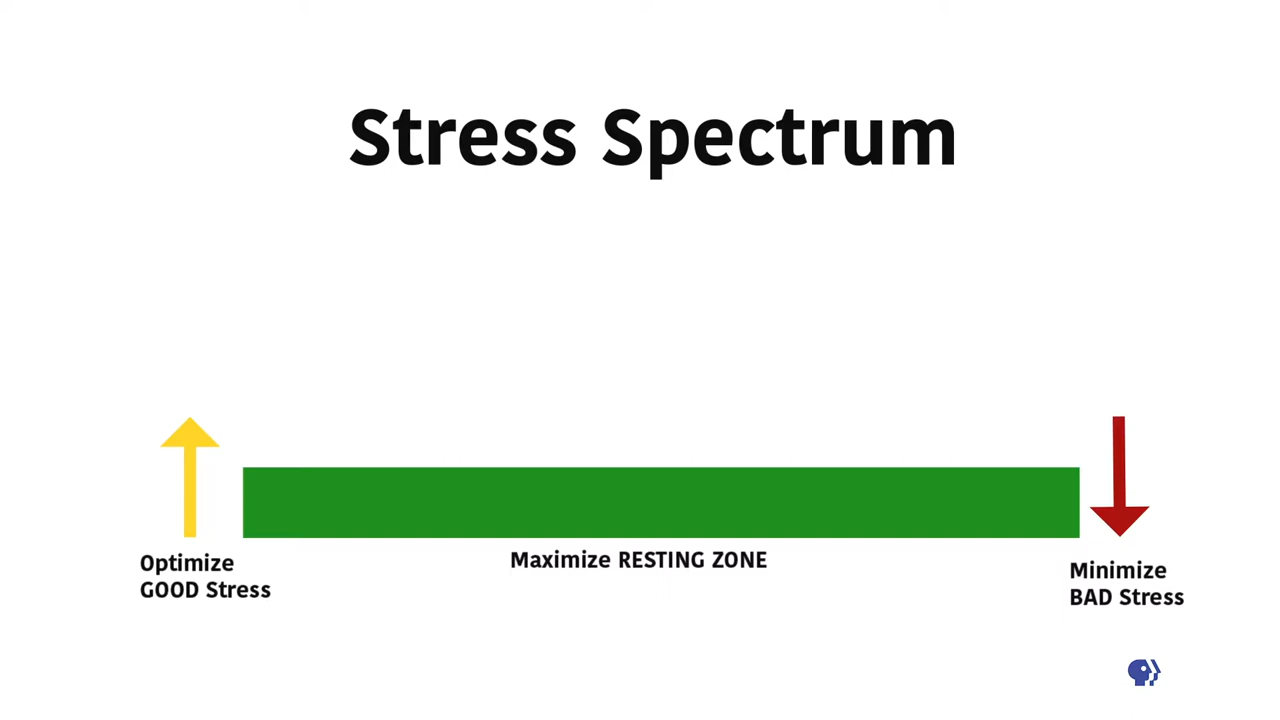 Stress Spectrum
Optimize
GOOD Stress
Maximize RESTING ZONE
Minimize
BAD Stress